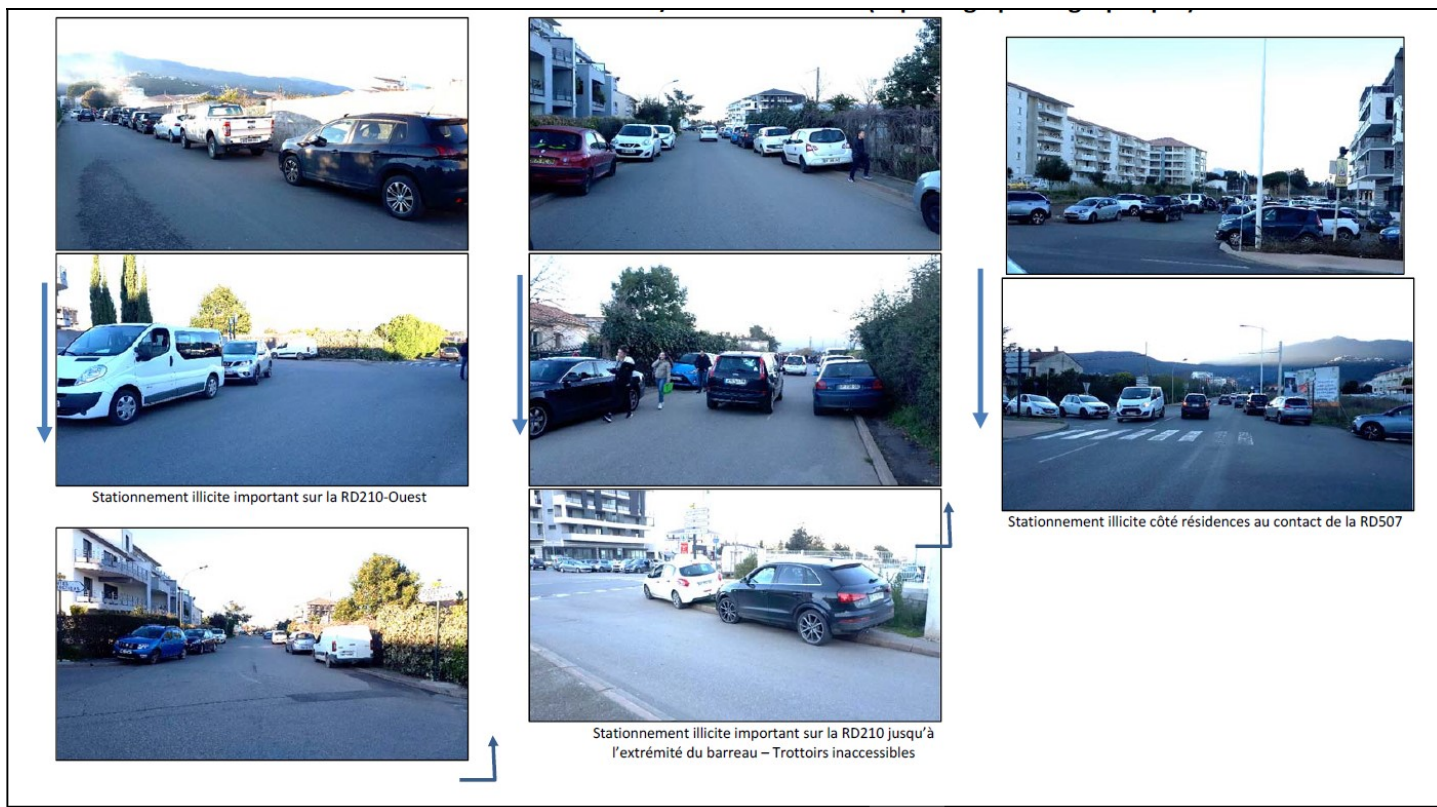 Stationnement illicite important sur la RD210-Ouest
Stationnement illicite important sur la RD210 jusqu’à
l’extrémité du barreau – Trottoirs inaccessibles
Stationnement illicite côté résidences au contact de la RD507